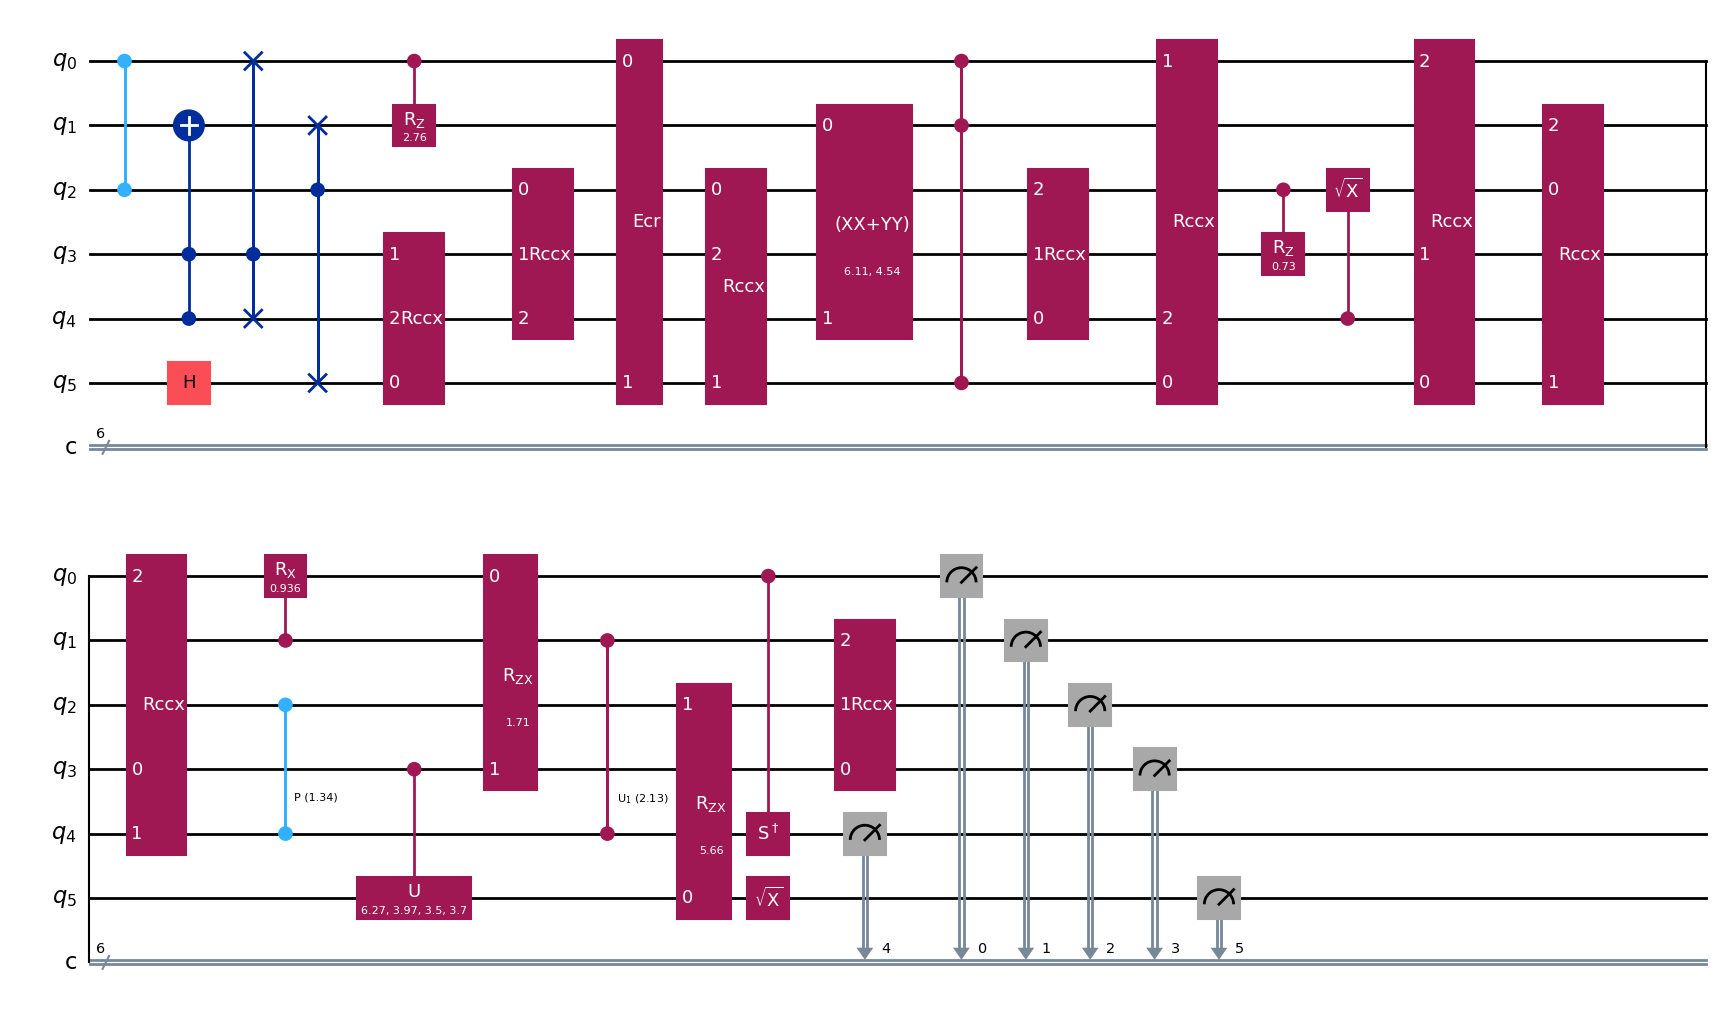 q0 0 1 2
q1 RZ 2.76 0 2
q2 0 0 2 √X 0
q3 1 1Rccx Ecr 2 (XX+YY) 6.11, 4.54 1Rccx Rccx RZ 0.73 1 Rccx Rccx
q4 2Rccx 2 Rccx 1 0 2
q5 H 0 1 1 0 0 1
c 6
q0 2 RX 0.936 0
q1 RZX 1.71 2
q2 Rccx 1 1Rccx
q3 0 P (1.34) 1 U1 (2.13) RZX 5.66 0
q4 1 S†
q5 U 6.27, 3.97, 3.5, 3.7 0 √X
c 6 4 0 1 2 3 5